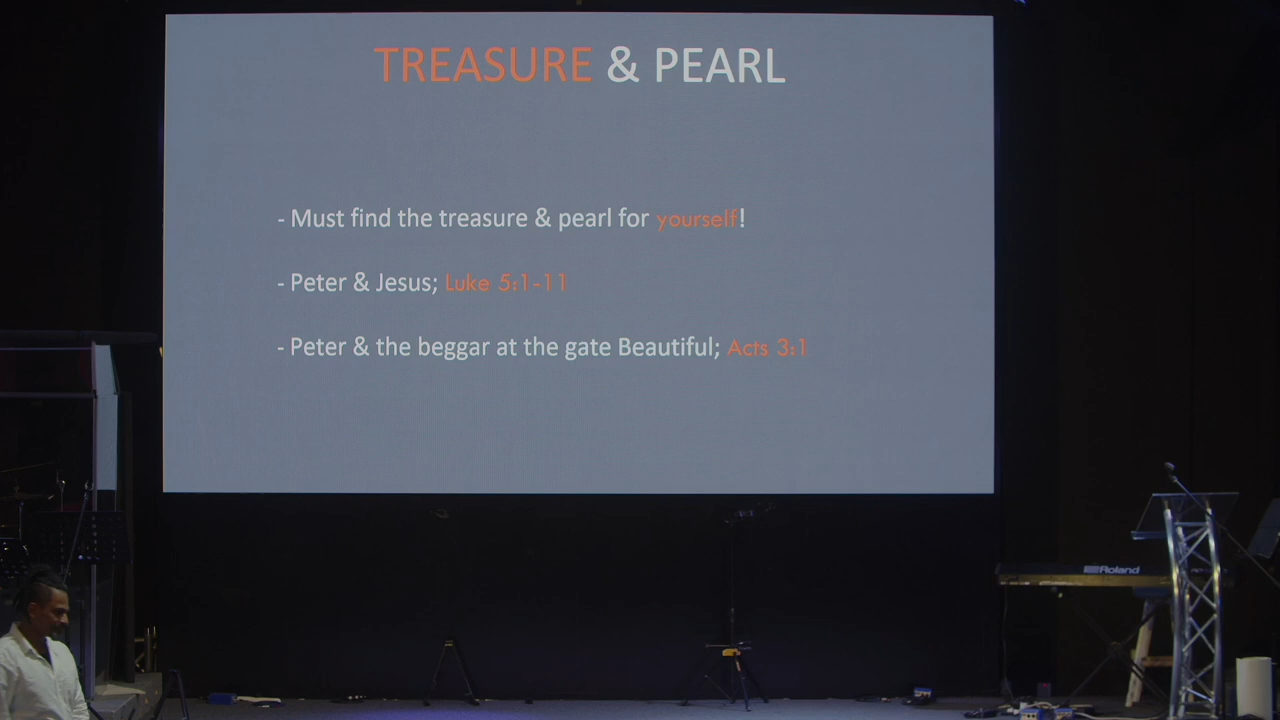 TREASURE & PEARL
- Must find the treasure & pearl for yourself!
- Peter & Jesus; Luke 5:1-11
- Peter & the beggar at the gate Beautiful; Acts 3:1
Roland